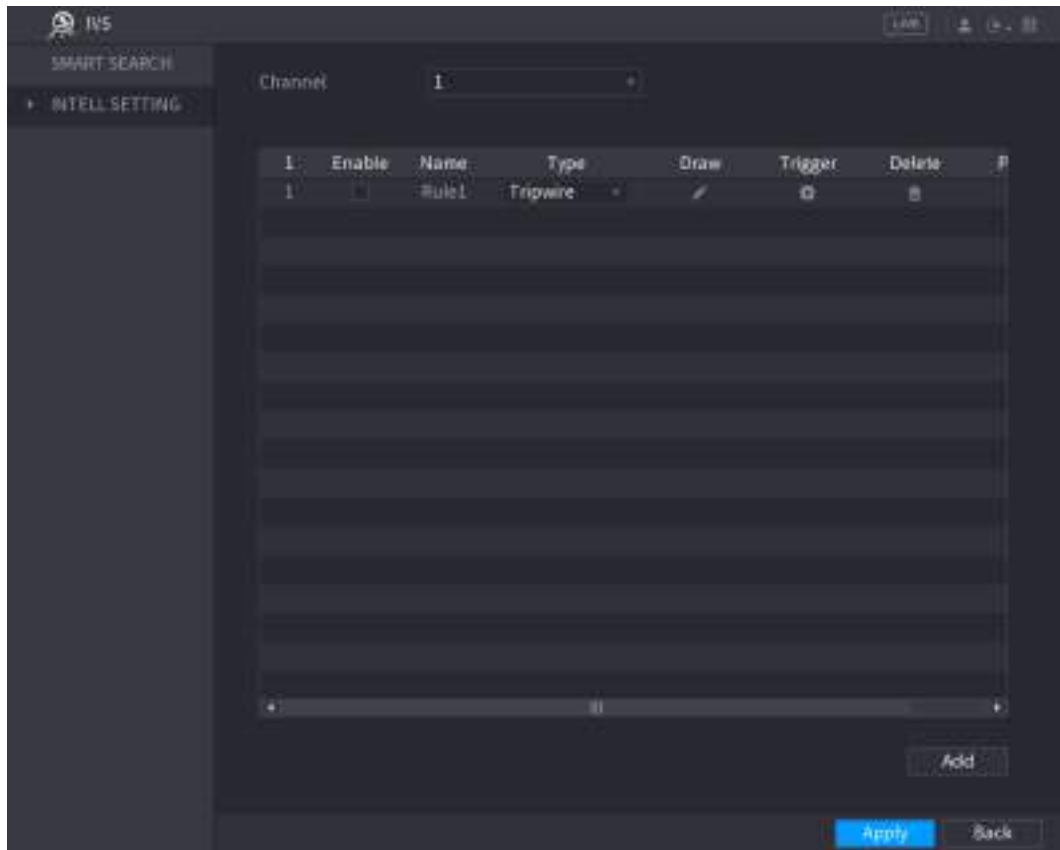 IVS
LIVE
SMART SEARCH
INTELL SETTING
Channel 1
1 Enable Name Type Draw Trigger Delete P
1 Rule1 Tripwire
Add
Apply Back